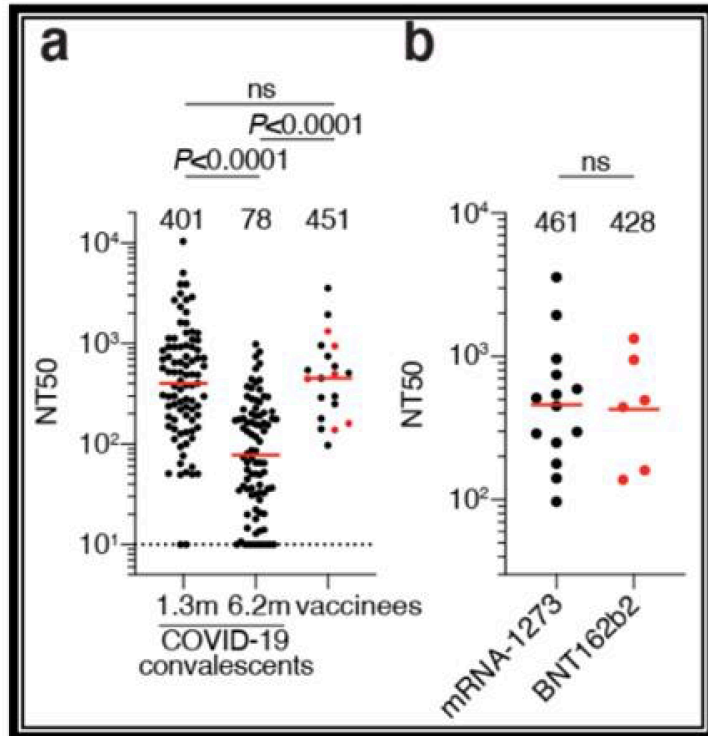 a
ns
P<0.0001
P<0.0001
401 78 451
10⁴
10³
10²
10¹
NT50
1.3m 6.2m vaccinees
COVID-19
convalescents
b
ns
461 428
10⁴
10³
10²
NT50
mRNA-1273
BNT162b2